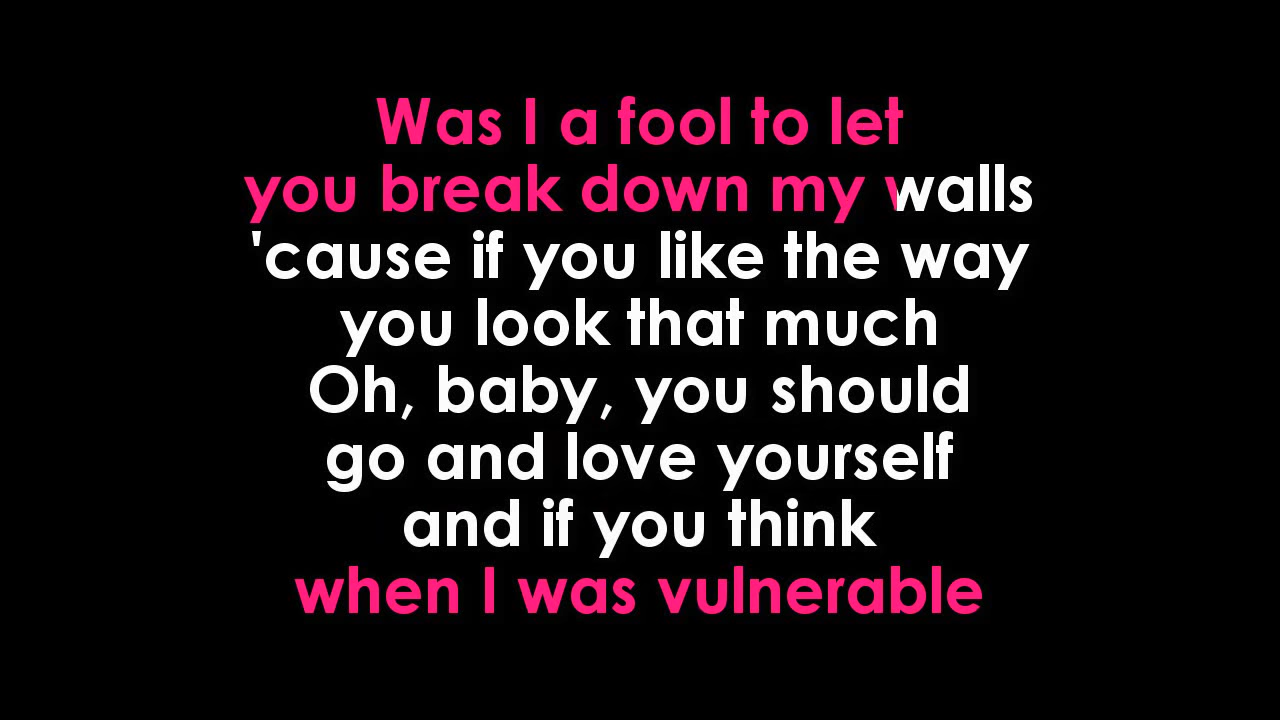 Was I a fool to let
you break down my walls
'cause if you like the way
you look that much
Oh, baby, you should
go and love yourself
and if you think
when I was vulnerable